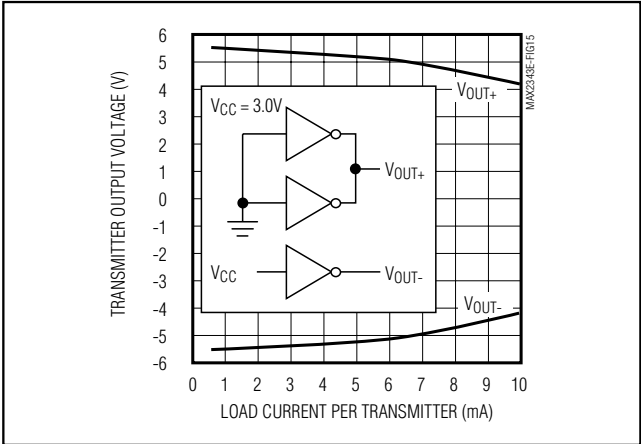 TRANSMITTER OUTPUT VOLTAGE (V)
6
5
4
3
2
1
0
-1
-2
-3
-4
-5
-6
MAX2343E-FIG15
VOUT+
VCC = 3.0V
VOUT+
VCC
VOUT-
VOUT-
0 1 2 3 4 5 6 7 8 9 10
LOAD CURRENT PER TRANSMITTER (mA)